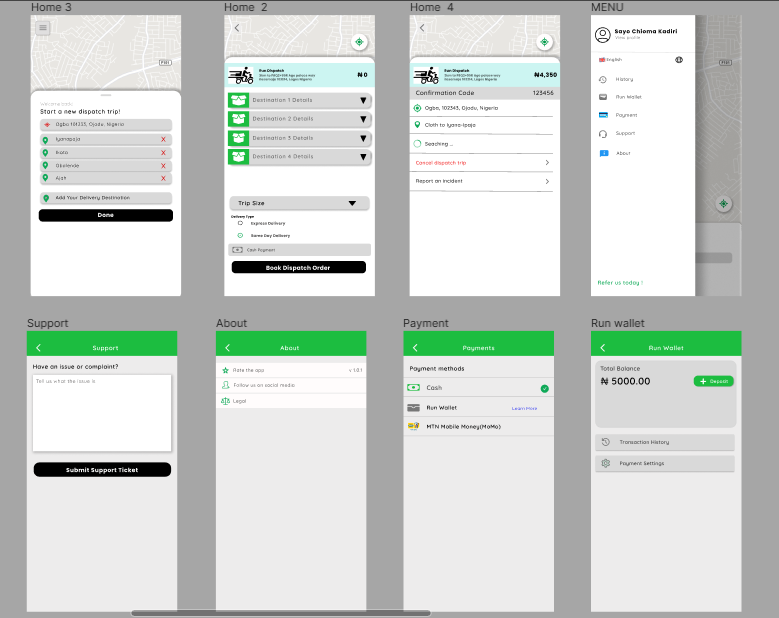 Home 3
P101
Welcome Sodiq!
Start a new dispatch trip!
Ogba 101233, Ojodu, Nigeria
Iyanapaja X
Ikata X
Obalende X
Ajah X
Add Your Delivery Destination
Done
Home 2
Run Dispatch
₦0
Destination 1 Details
Destination 2 Details
Destination 3 Details
Destination 4 Details
Trip Size
Delivery Type
Express Delivery
Same Day Delivery
Cash Payment
Book Dispatch Order
Home 4
Run Dispatch
₦4,350
Confirmation Code 123456
Ogba, 102343, Ojodu, Nigeria
Cloth to Iyana-ipaja
Seaching ...
Cancel dispatch trip
Report an incident
MENU
Sayo Chioma Kadiri
View profile
P101
English
History
Run Wallet
Payment
Support
About
Refer us today !
Support
Support
Have an issue or complaint?
Tell us what the issue is
Submit Support Ticket
About
About
Rate the app v 1.0.1
Follow us on social media
Legal
Payment
Payments
Payment methods
Cash
Run Wallet Learn More
MTN Mobile Money(MoMo)
Run wallet
Run Wallet
Total Balance
₦ 5000.00
+ Deposit
Transaction History
Payment Settings